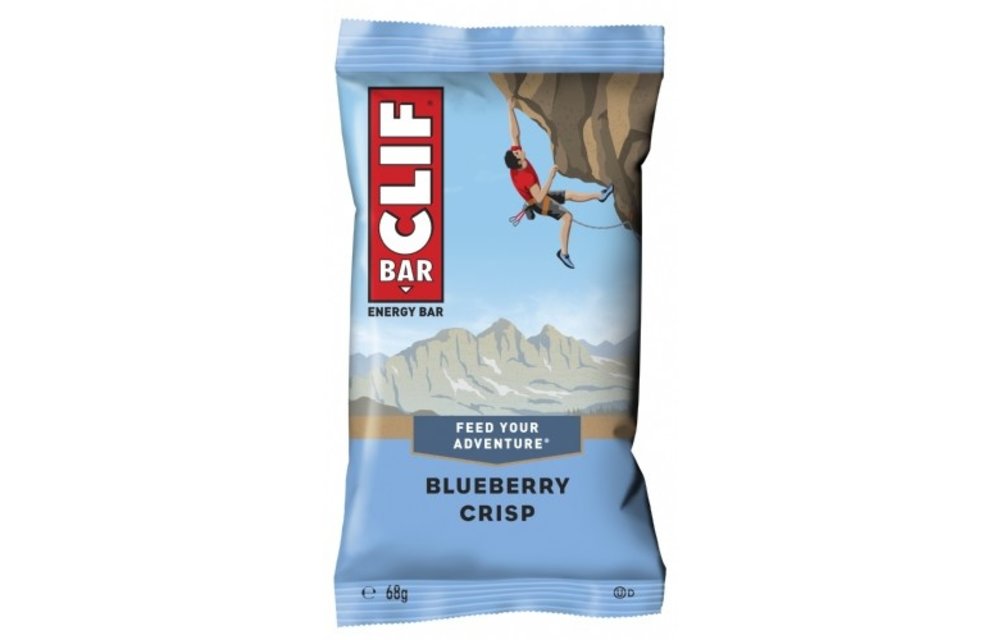 CLIF®
BAR
ENERGY BAR
FEED YOUR
ADVENTURE®
BLUEBERRY
CRISP
℮ 68g
Ⓤ D